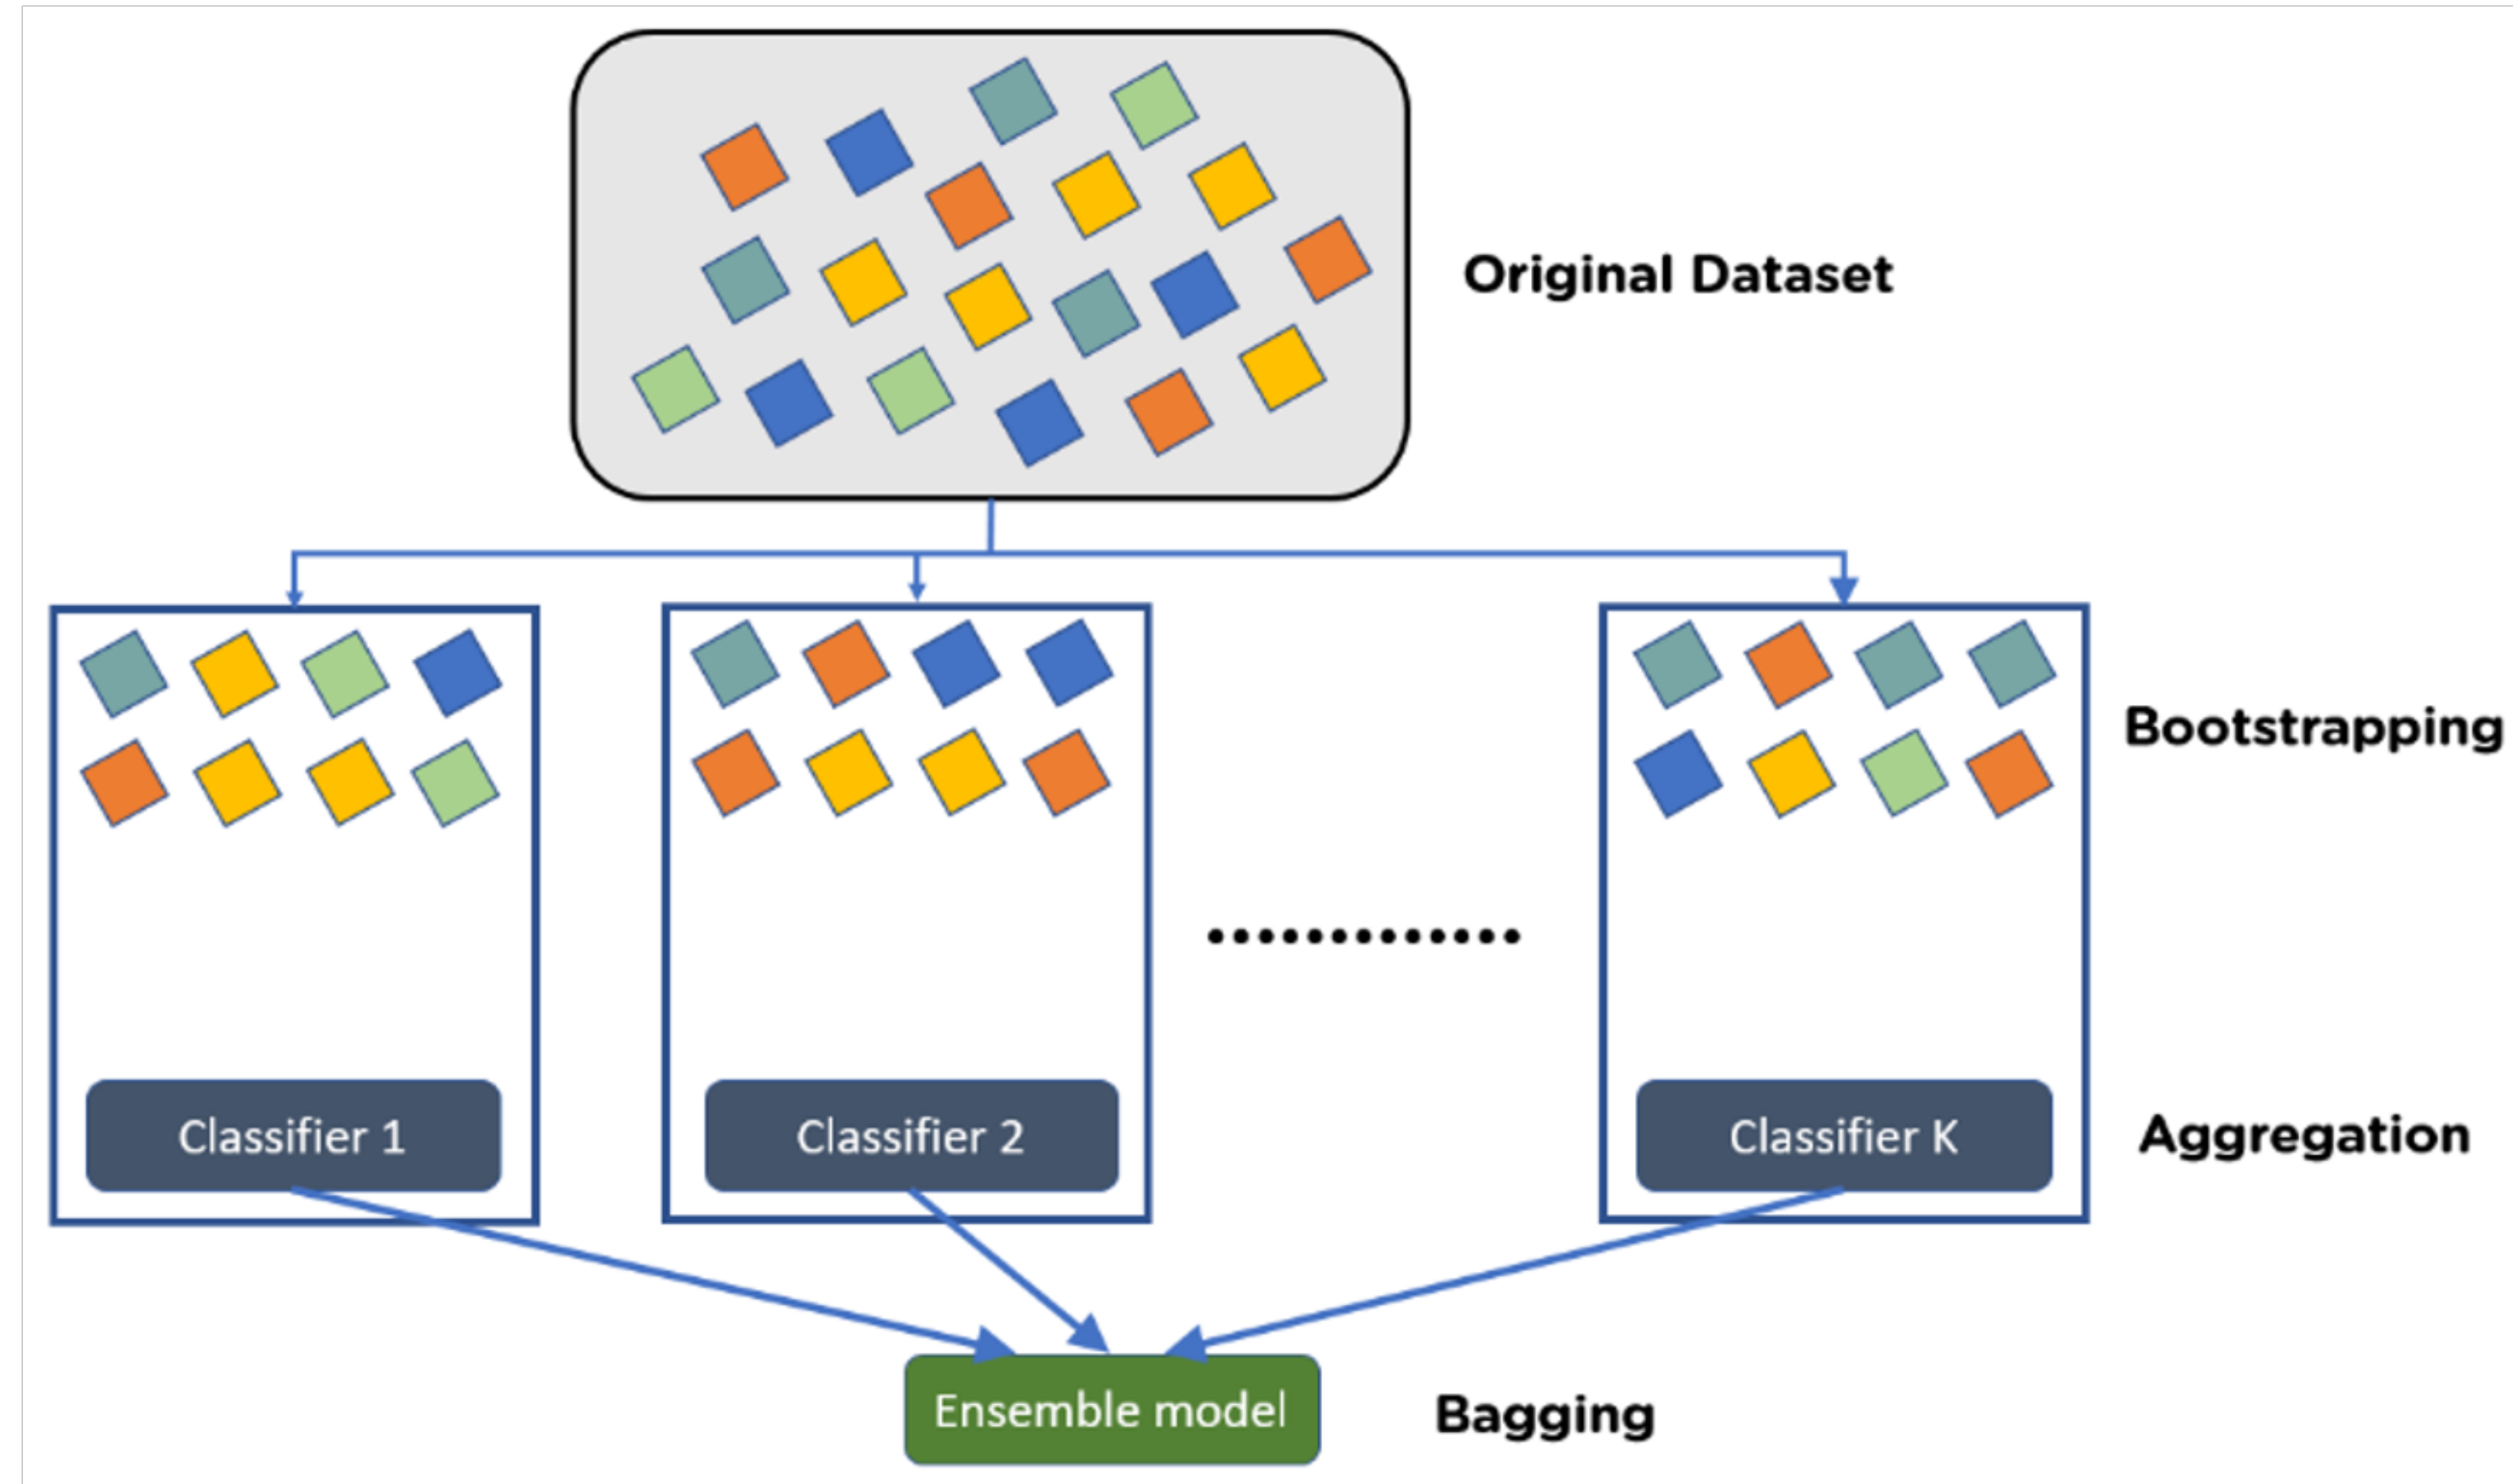 Original Dataset
Bootstrapping
Classifier 1
Classifier 2
Classifier K
Aggregation
Ensemble model
Bagging